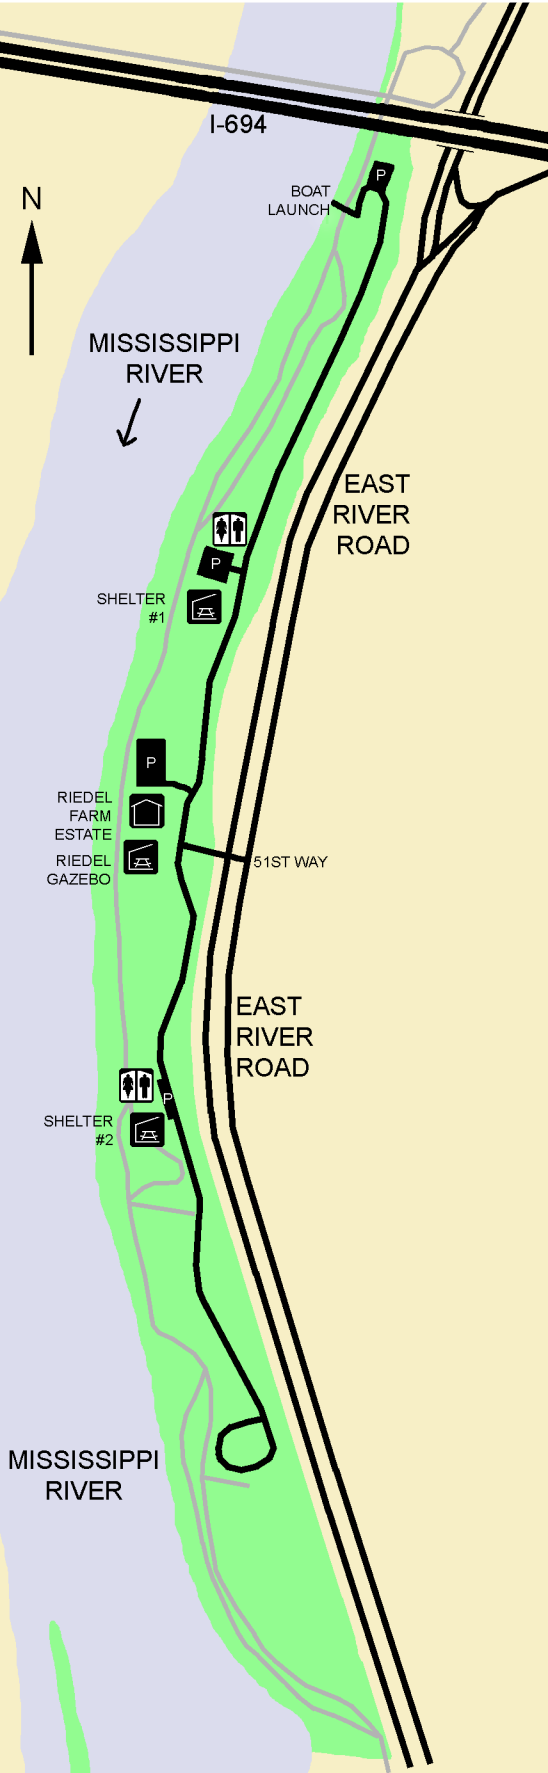 I-694
P
BOAT
LAUNCH
N
MISSISSIPPI
RIVER
EAST
RIVER
ROAD
P
SHELTER
#1
P
RIEDEL
FARM
ESTATE
RIEDEL
GAZEBO
51ST WAY
EAST
RIVER
ROAD
P
SHELTER
#2
MISSISSIPPI
RIVER